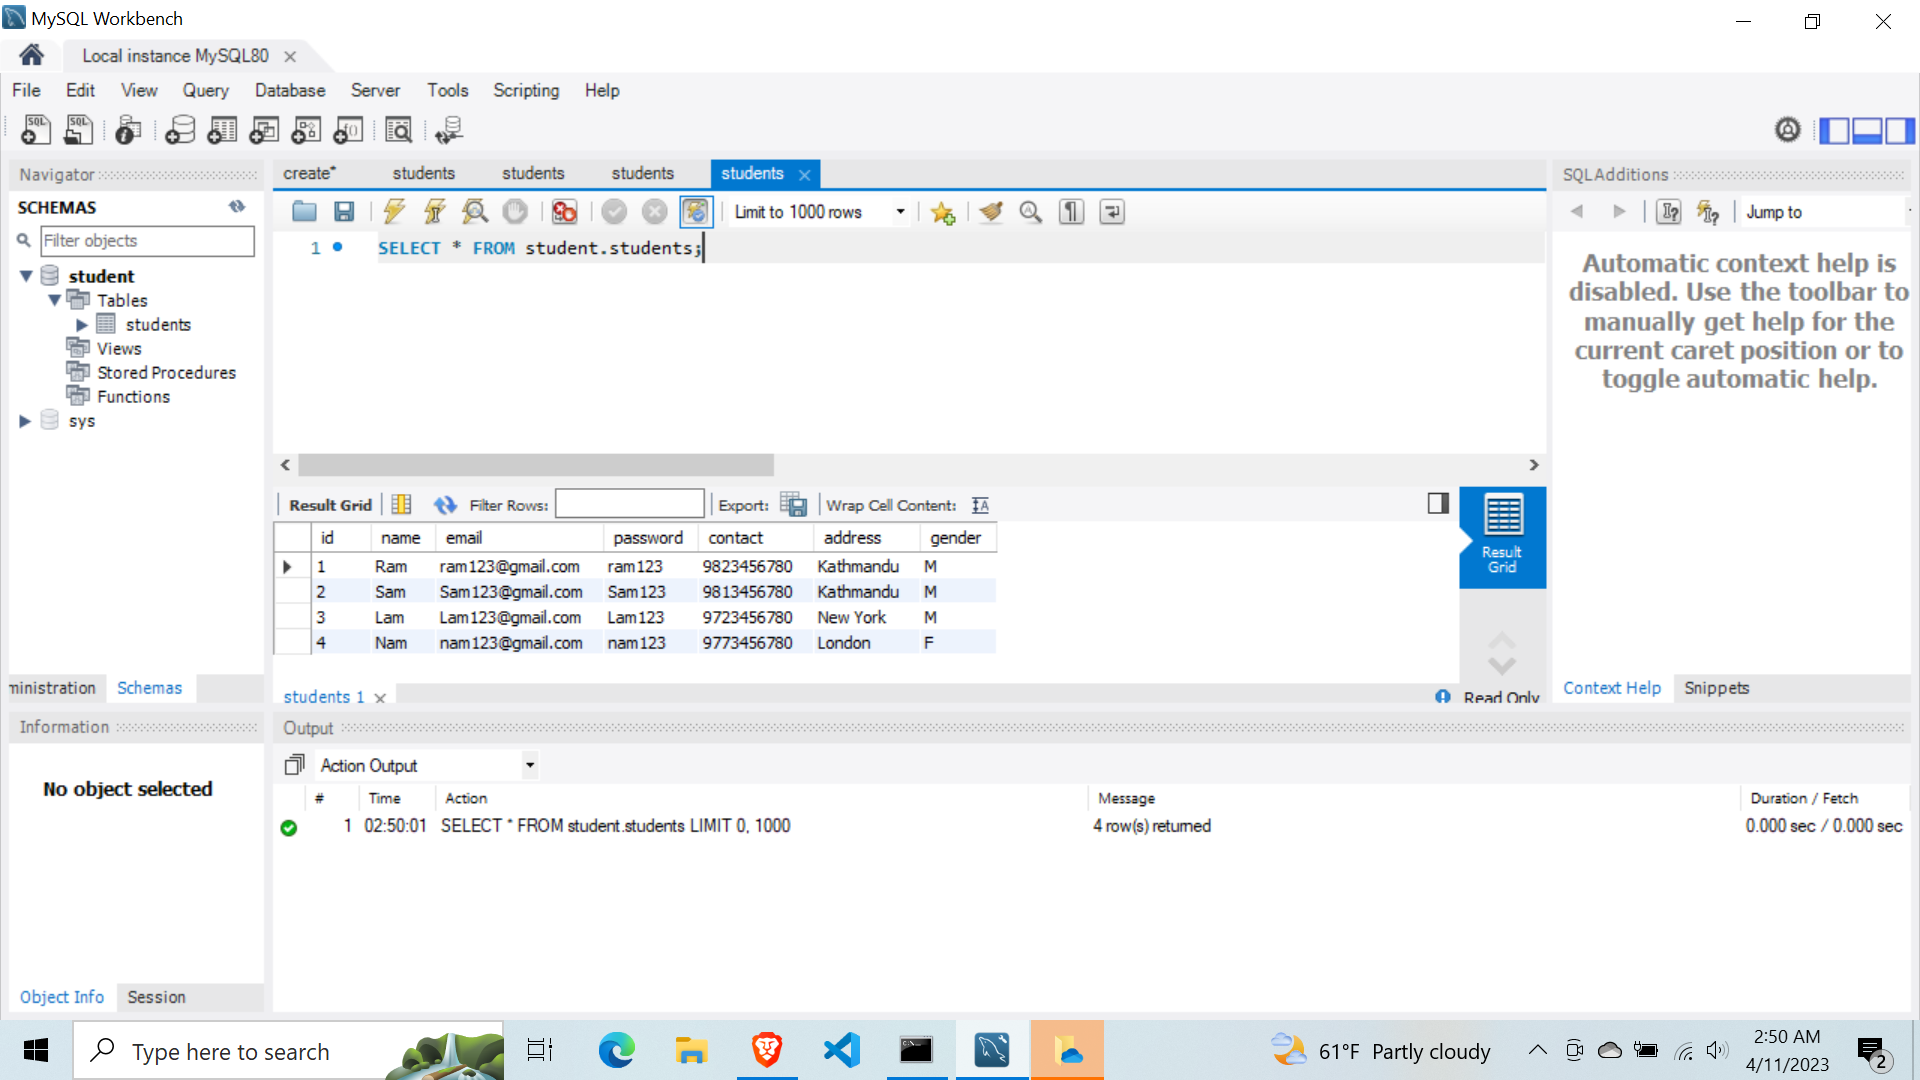 MySQL Workbench
Local instance MySQL80
File Edit View Query Database Server Tools Scripting Help
Navigator
SCHEMAS
Filter objects
student
Tables
students
Views
Stored Procedures
Functions
sys
ministration Schemas
Information
No object selected
Object Info Session
create* students students students students
Limit to 1000 rows
1 SELECT * FROM student.students;
Result Grid Filter Rows: Export: Wrap Cell Content:
id name email password contact address gender
1 Ram ram123@gmail.com ram123 9823456780 Kathmandu M
2 Sam Sam123@gmail.com Sam123 9813456780 Kathmandu M
3 Lam Lam123@gmail.com Lam123 9723456780 New York M
4 Nam nam123@gmail.com nam123 9773456780 London F
Result
Grid
students 1
Read Only
SQLAdditions
Jump to
Automatic context help is
disabled. Use the toolbar to
manually get help for the
current caret position or to
toggle automatic help.
Context Help Snippets
Output
Action Output
# Time Action Message Duration / Fetch
1 02:50:01 SELECT * FROM student.students LIMIT 0, 1000 4 row(s) returned 0.000 sec / 0.000 sec
Type here to search
61°F Partly cloudy
2:50 AM
4/11/2023
2